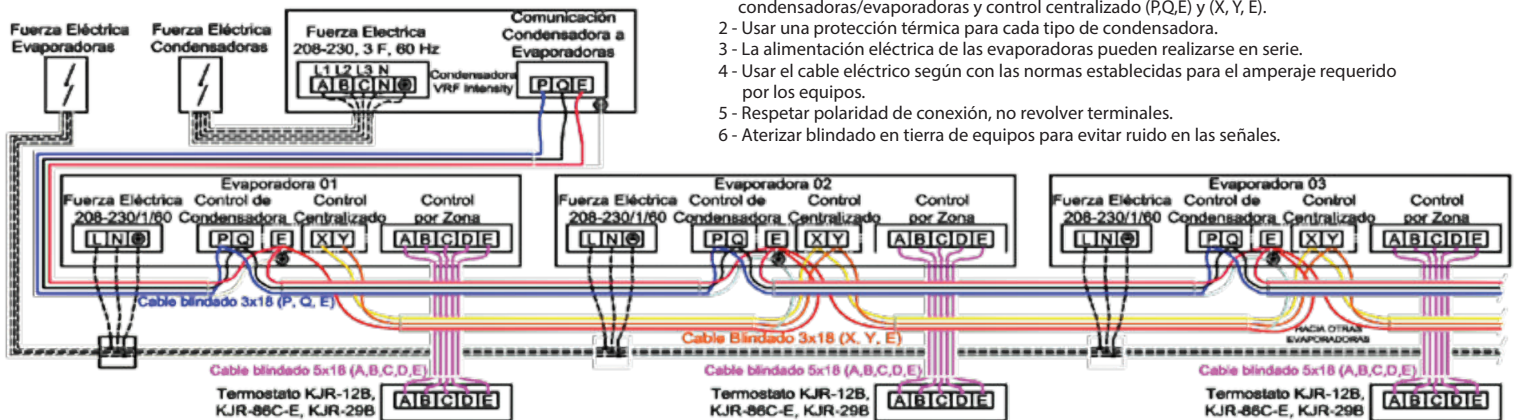 condensadoras/evaporadoras y control centralizado (P,Q,E) y (X, Y, E).
2 - Usar una protección térmica para cada tipo de condensadora.
3 - La alimentación eléctrica de las evaporadoras pueden realizarse en serie.
4 - Usar el cable eléctrico según con las normas establecidas para el amperaje requerido
por los equipos.
5 - Respetar polaridad de conexión, no revolver terminales.
6 - Aterizar blindado en tierra de equipos para evitar ruido en las señales.
Fuerza Eléctrica
Evaporadoras
Fuerza Eléctrica
Condensadoras
Fuerza Electrica
208-230, 3 F, 60 Hz
L1 L2 L3 N
A B C N
Condensadora
VRF Intensity
Comunicación
Condensadora a
Evaporadoras
P Q E
Evaporadora 01
Fuerza Eléctrica
208-230/1/60
L N
Control de
Condensadora
P Q E
Control
Centralizado
X Y
Control
por Zona
A B C D E
Evaporadora 02
Fuerza Eléctrica
208-230/1/60
L N
Control de
Condensadora
P Q E
Control
Centralizado
X Y
Control
por Zona
A B C D E
Evaporadora 03
Fuerza Eléctrica
208-230/1/60
L N
Control de
Condensadora
P Q E
Control
Centralizado
X Y
Control
por Zona
A B C D E
Cable blindado 3x18 (P, Q, E)
Cable Blindado 3x18 (X, Y, E)
HACIA OTRAS
EVAPORADORAS
Cable blindado 5x18 (A,B,C,D,E)
Termostato KJR-12B,
KJR-86C-E, KJR-29B
A B C D E
Cable blindado 5x18 (A,B,C,D,E)
Termostato KJR-12B,
KJR-86C-E, KJR-29B
A B C D E
Cable blindado 5x18 (A,B,C,D,E)
Termostato KJR-12B,
KJR-86C-E, KJR-29B
A B C D E